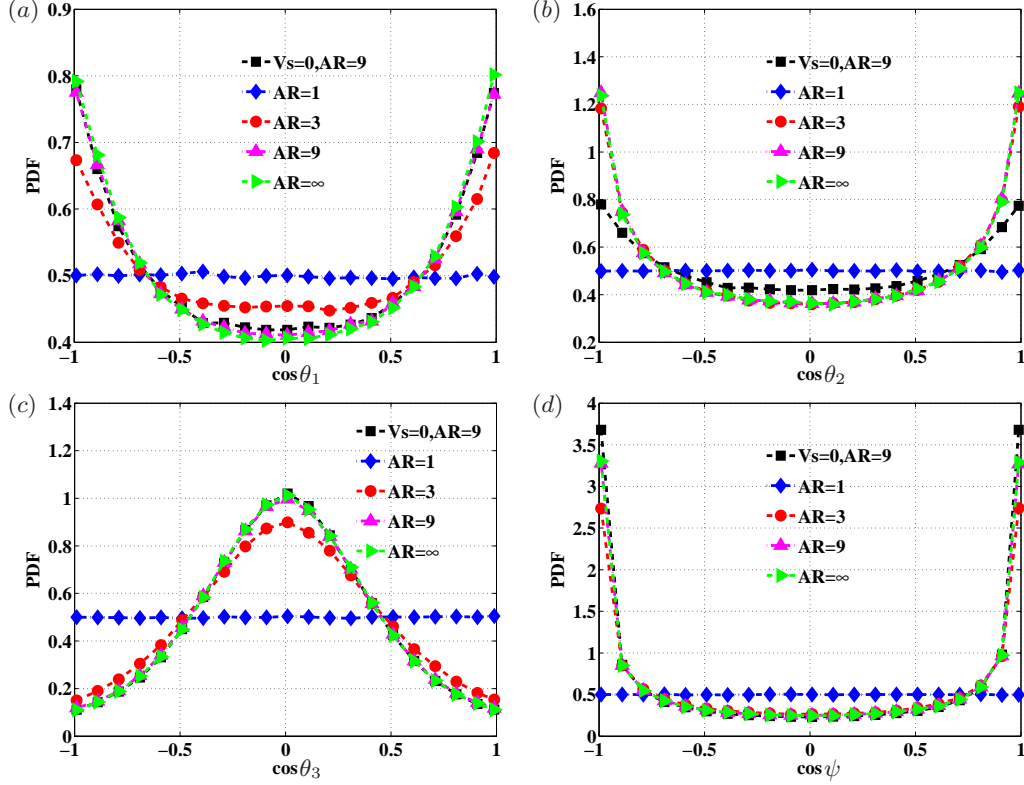 (a)
0.9
0.8
0.7
0.6
0.5
0.4
PDF
Vs=0,AR=9
AR=1
AR=3
AR=9
AR=∞
−1 −0.5 0 0.5 1
cos θ1
(b)
1.6
1.4
1.2
1
0.8
0.6
0.4
0.2
PDF
Vs=0,AR=9
AR=1
AR=3
AR=9
AR=∞
−1 −0.5 0 0.5 1
cos θ2
(c)
1.4
1.2
1
0.8
0.6
0.4
0.2
0
PDF
Vs=0,AR=9
AR=1
AR=3
AR=9
AR=∞
−1 −0.5 0 0.5 1
cos θ3
(d)
4
3.5
3
2.5
2
1.5
1
0.5
0
PDF
Vs=0,AR=9
AR=1
AR=3
AR=9
AR=∞
−1 −0.5 0 0.5 1
cos ψ